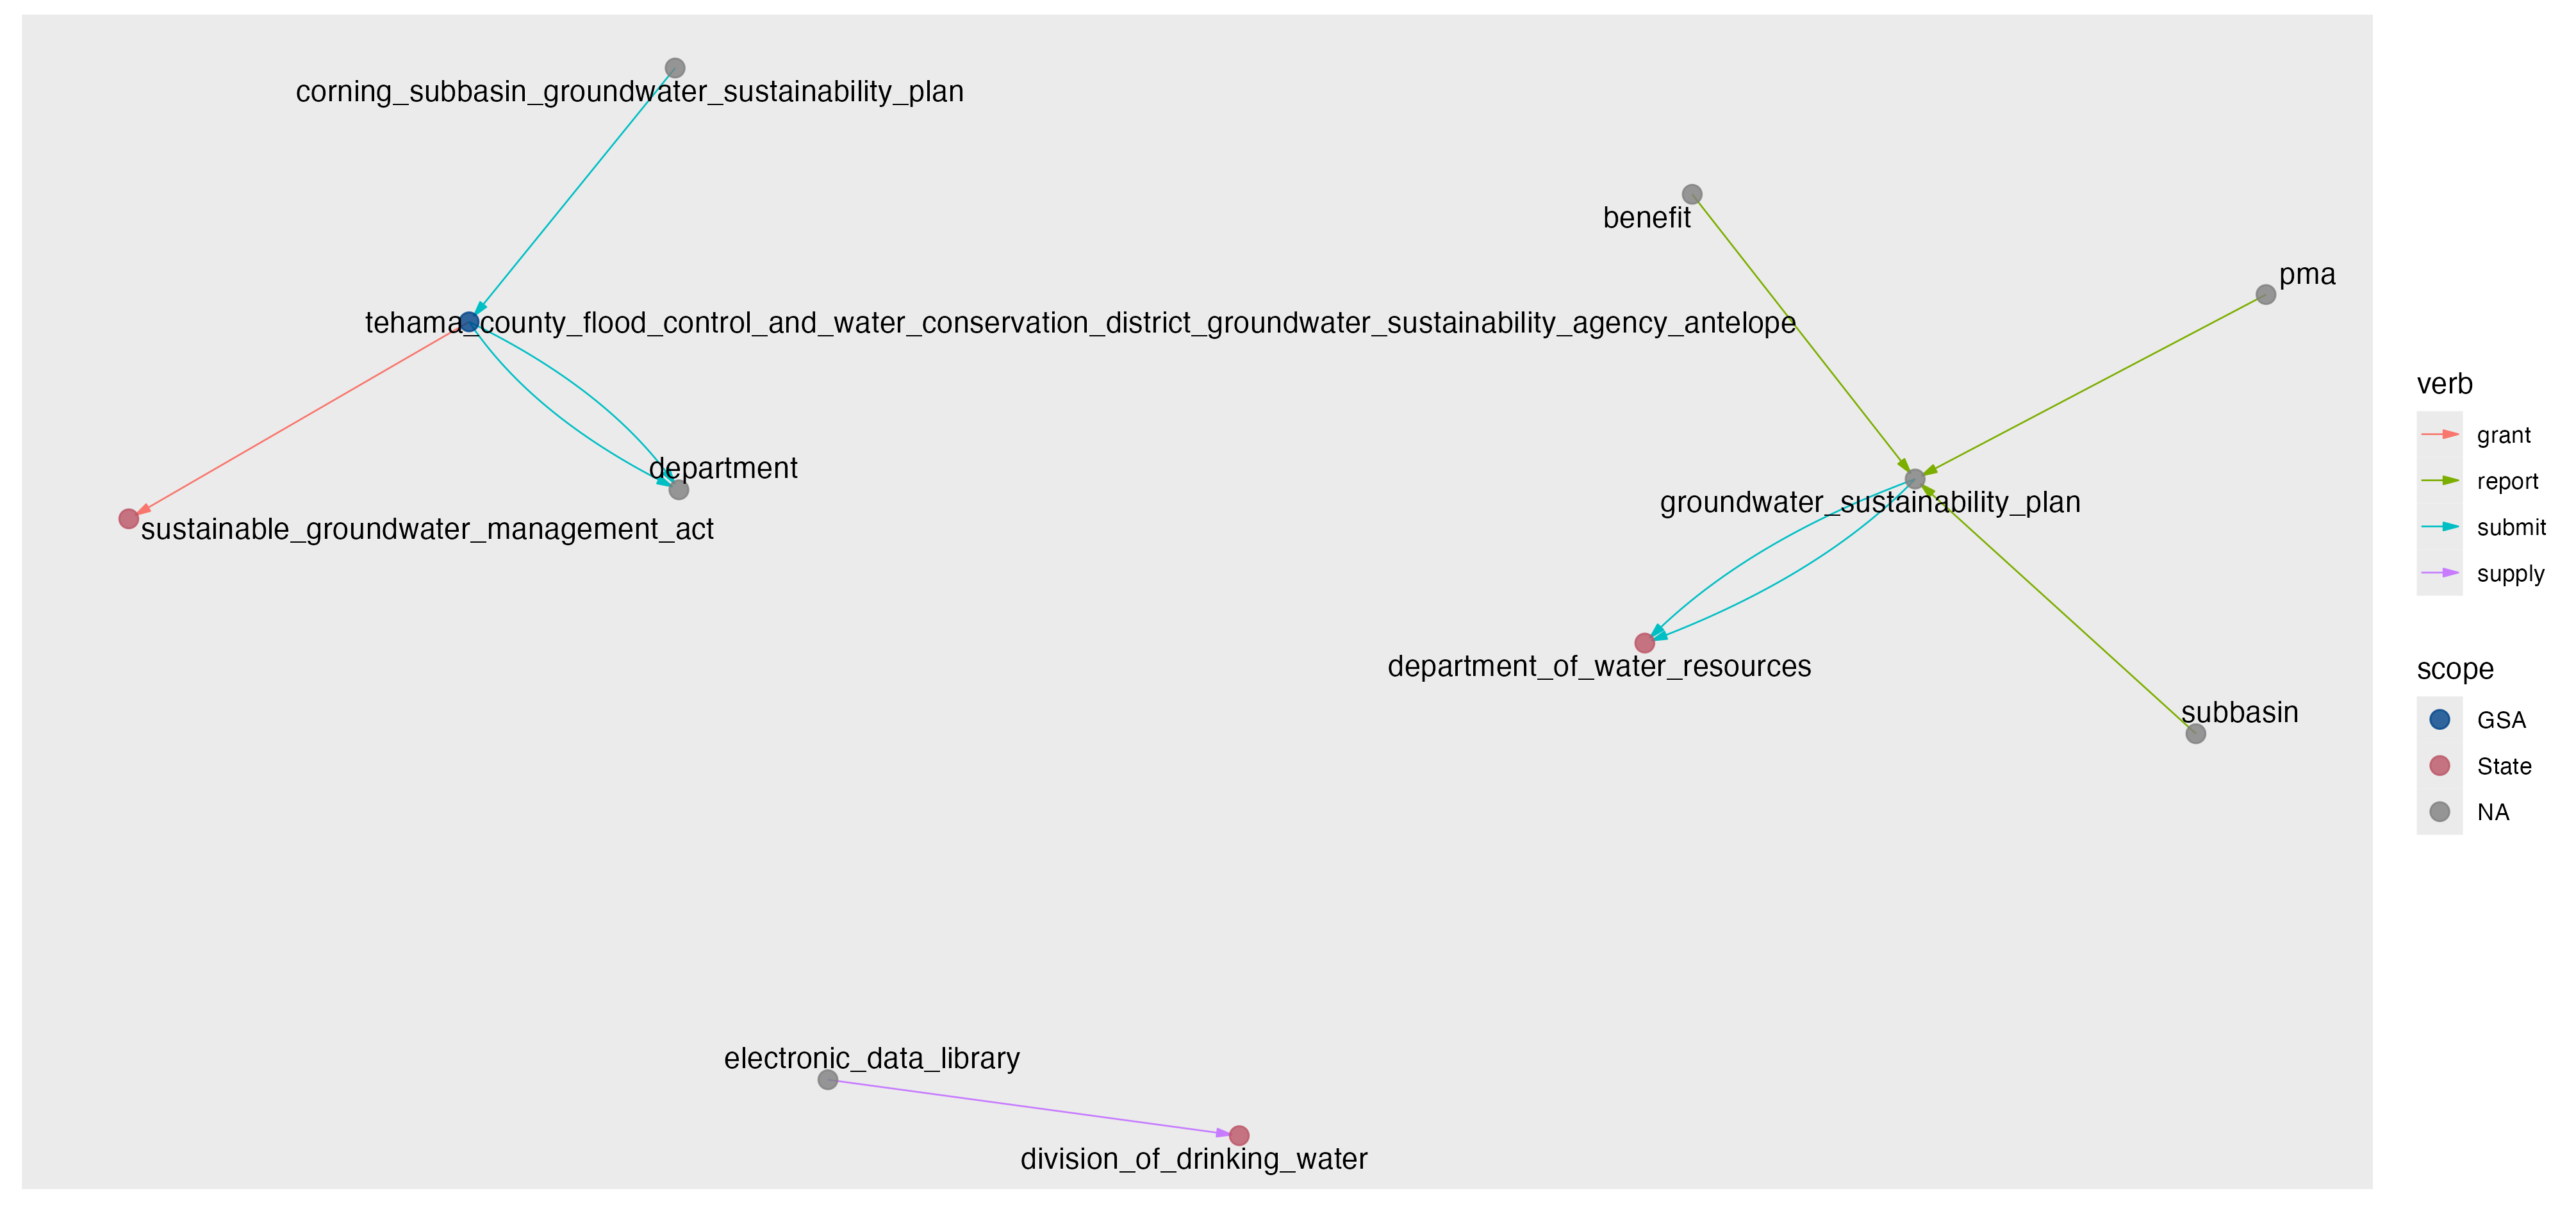 corning_subbasin_groundwater_sustainability_plan
benefit
pma
tehama_county_flood_control_and_water_conservation_district_groundwater_sustainability_agency_antelope
department
groundwater_sustainability_plan
sustainable_groundwater_management_act
department_of_water_resources
subbasin
electronic_data_library
division_of_drinking_water
verb
grant
report
submit
supply
scope
GSA
State
NA